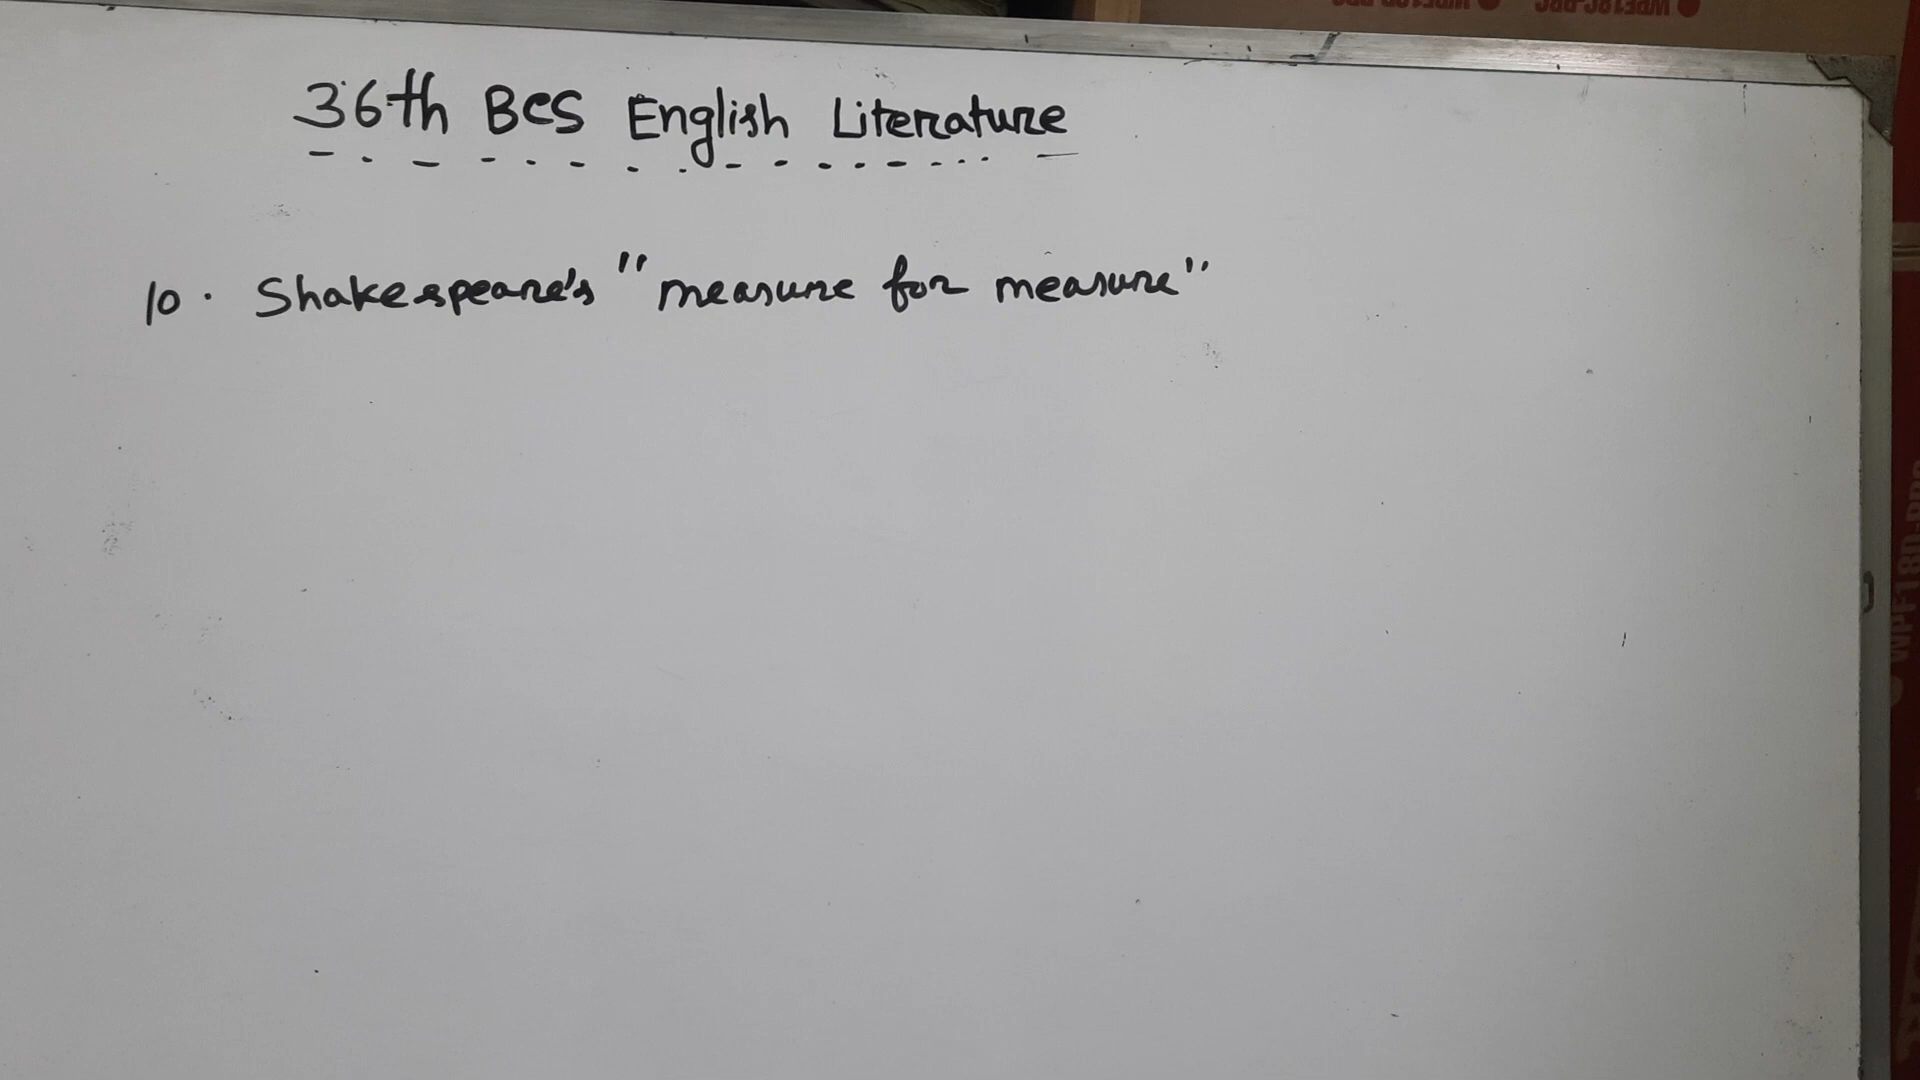 36th BCS English Literature
10. Shakespeare's "measure for measure"